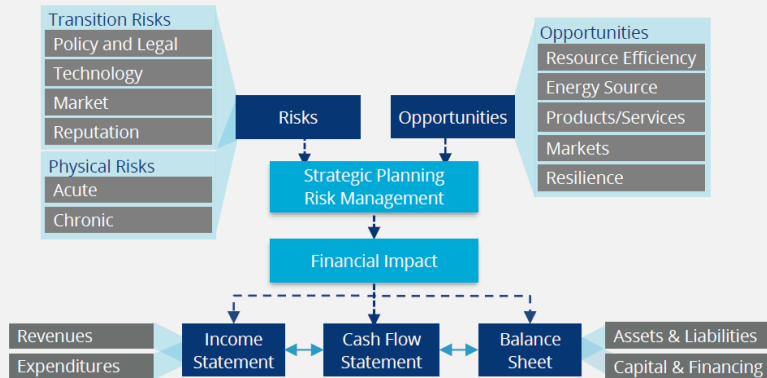 Transition Risks
Policy and Legal
Technology
Market
Reputation
Physical Risks
Acute
Chronic
Risks
Opportunities
Opportunities
Resource Efficiency
Energy Source
Products/Services
Markets
Resilience
Strategic Planning
Risk Management
Financial Impact
Revenues
Expenditures
Income
Statement
Cash Flow
Statement
Balance
Sheet
Assets & Liabilities
Capital & Financing